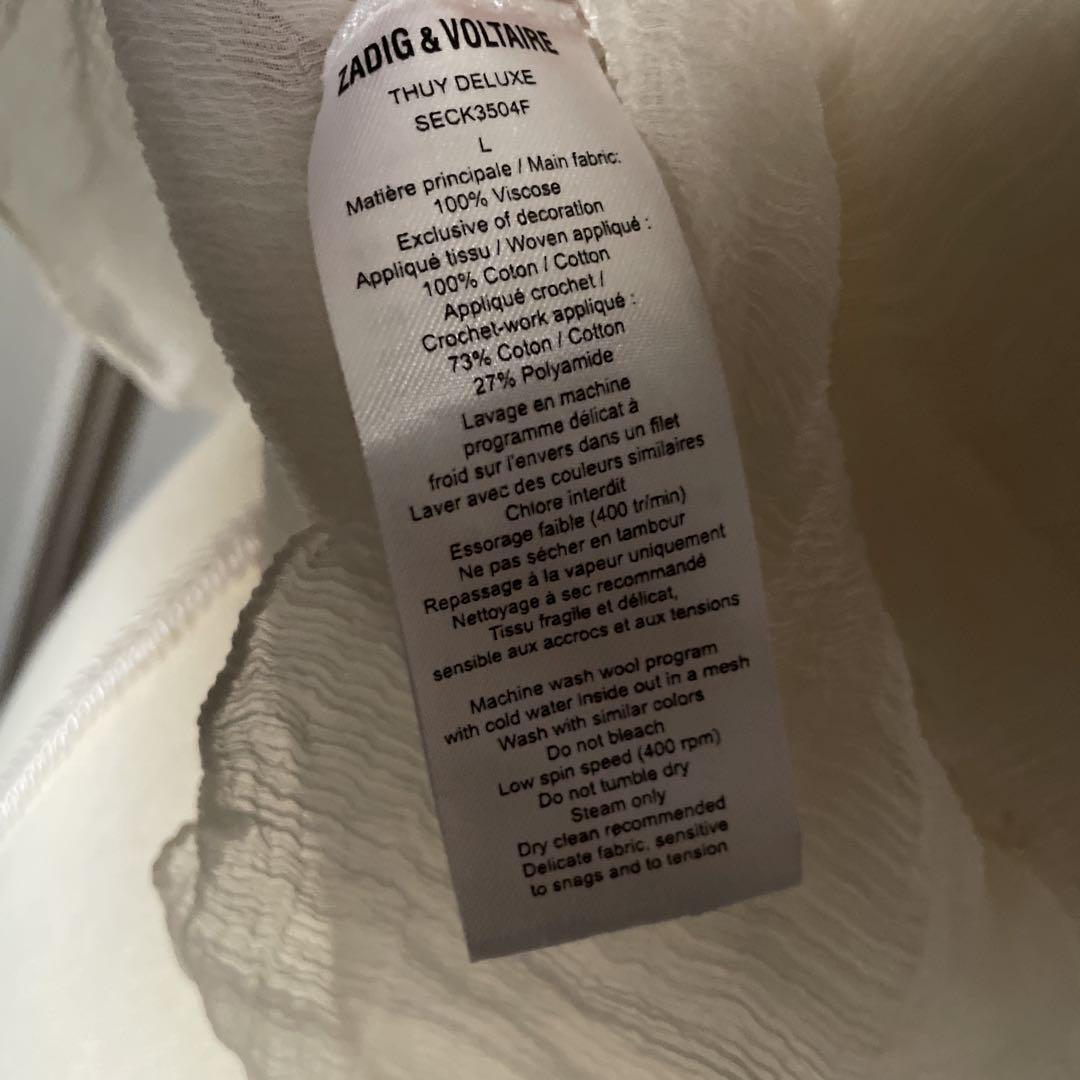 ZADIG & VOLTAIRE
THUY DELUXE
SECK3504F
L
Matière principale / Main fabric:
100% Viscose
Exclusive of decoration
Appliqué tissu / Woven appliqué :
100% Coton / Cotton
Appliqué crochet /
Crochet-work appliqué :
73% Coton / Cotton
27% Polyamide
Lavage en machine
programme délicat à
froid sur l'envers dans un filet
Laver avec des couleurs similaires
Chlore interdit
Essorage faible (400 tr/min)
Ne pas sécher en tambour
Repassage à la vapeur uniquement
Nettoyage à sec recommandé
Tissu fragile et délicat,
sensible aux accrocs et aux tensions
Machine wash wool program
with cold water inside out in a mesh
Wash with similar colors
Do not bleach
Low spin speed (400 rpm)
Do not tumble dry
Steam only
Dry clean recommended
Delicate fabric, sensitive
to snags and to tension